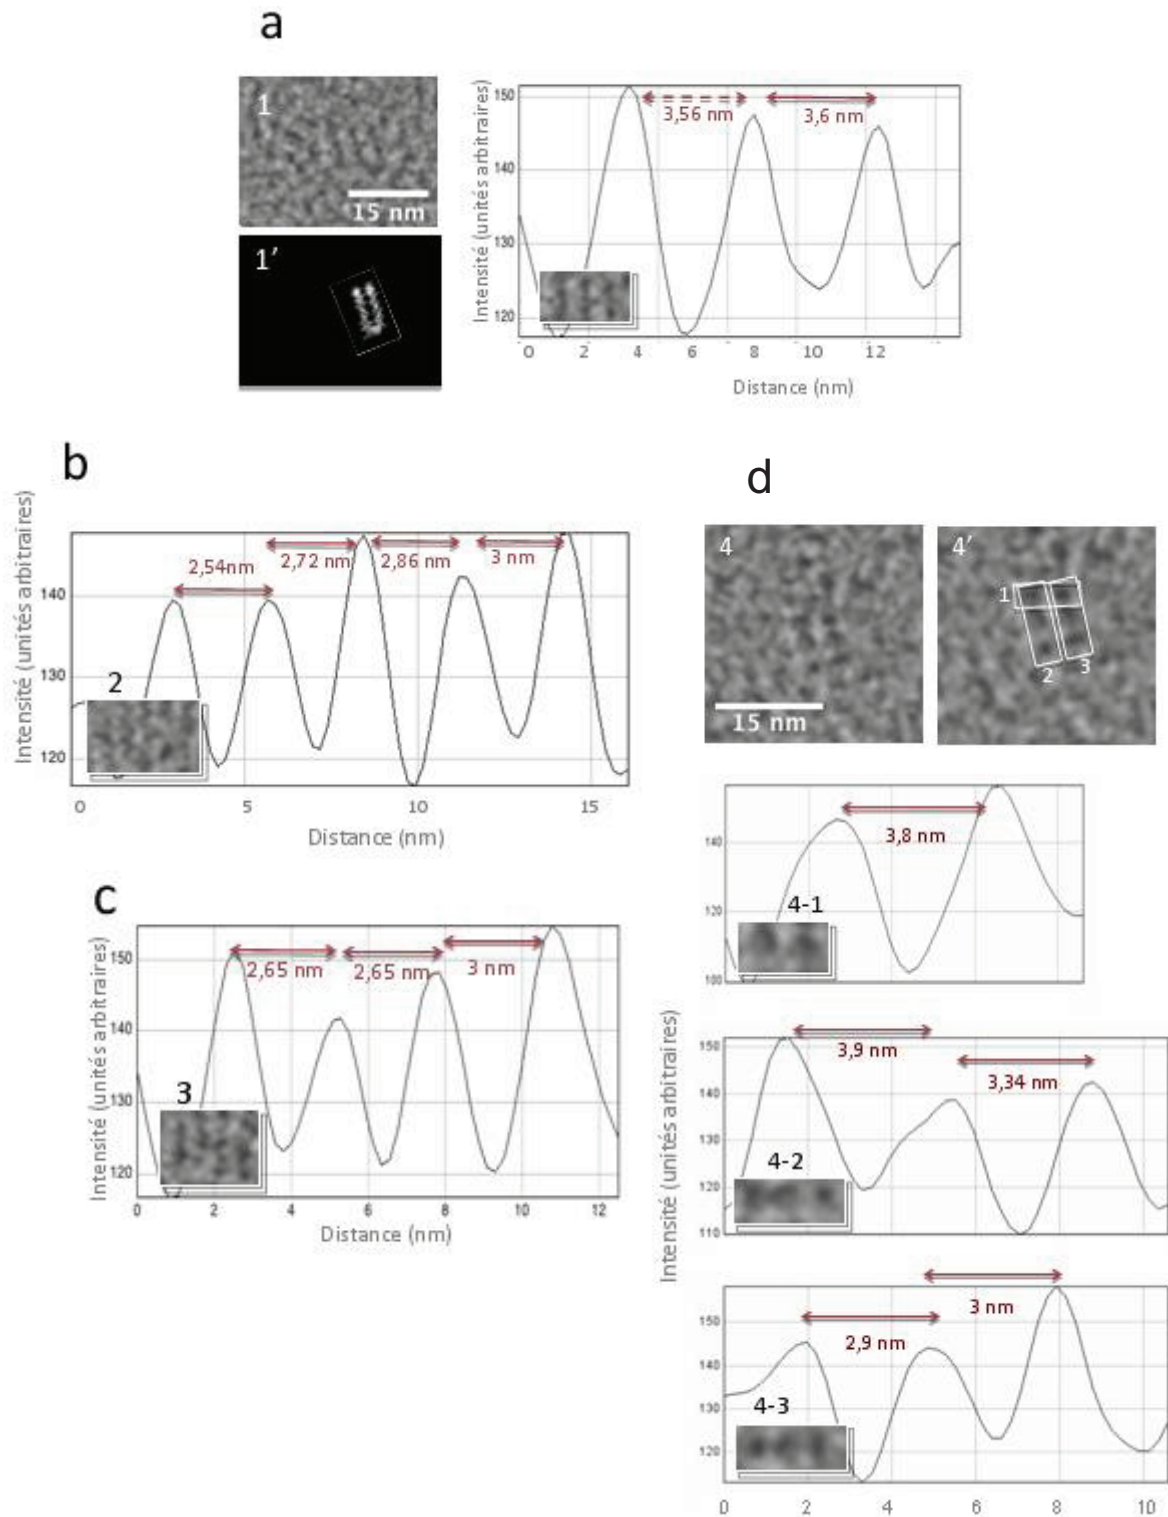 a
1
15 nm
1′
Intensité (unités arbitraires)
150
140
130
120
3,56 nm
3,6 nm
0 2 4 6 8 10 12
Distance (nm)
b
Intensité (unités arbitraires)
140
130
120
2,54nm
2,72 nm
2,86 nm
3 nm
2
0 5 10 15
Distance (nm)
c
Intensité (unités arbitraires)
150
140
130
120
2,65 nm
2,65 nm
3 nm
3
0 2 4 6 8 10 12
Distance (nm)
d
4
15 nm
4′
1
2
3
140
120
100
3,8 nm
4-1
Intensité (unités arbitraires)
150
140
130
120
110
3,9 nm
3,34 nm
4-2
150
140
130
120
3 nm
2,9 nm
4-3
0 2 4 6 8 10